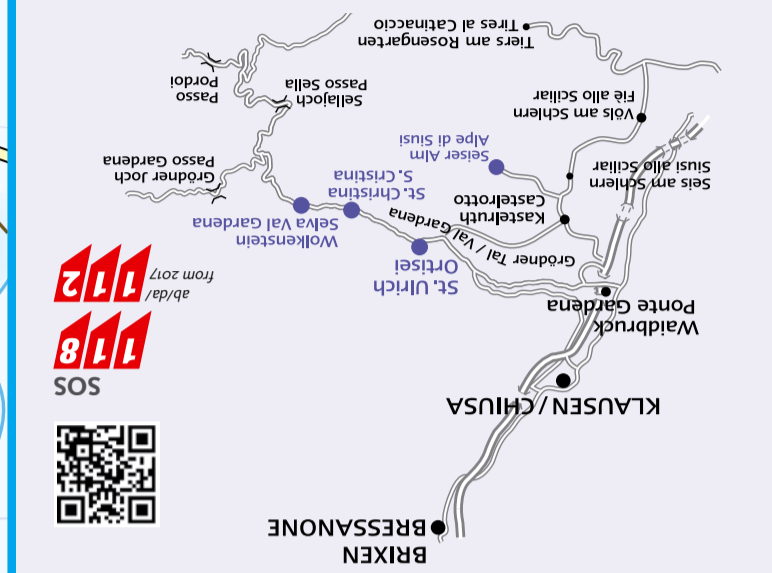 BRIXEN
BRESSANONE
KLAUSEN / CHIUSA
Waidbruck
Ponte Gardena
Grödner Tal / Val Gardena
St. Ulrich
Ortisei
St. Christina
S. Cristina
Wolkenstein
Selva Val Gardena
Grödner Joch
Passo Gardena
Kastelruth
Castelrotto
Seis am Schlern
Siusi allo Sciliar
Seiser Alm
Alpe di Siusi
Völs am Schlern
Fiè allo Sciliar
Sellajoch
Passo Sella
Passo
Pordoi
Tiers am Rosengarten
Tires al Catinaccio
SOS
118
ab/da/
from 2017
112